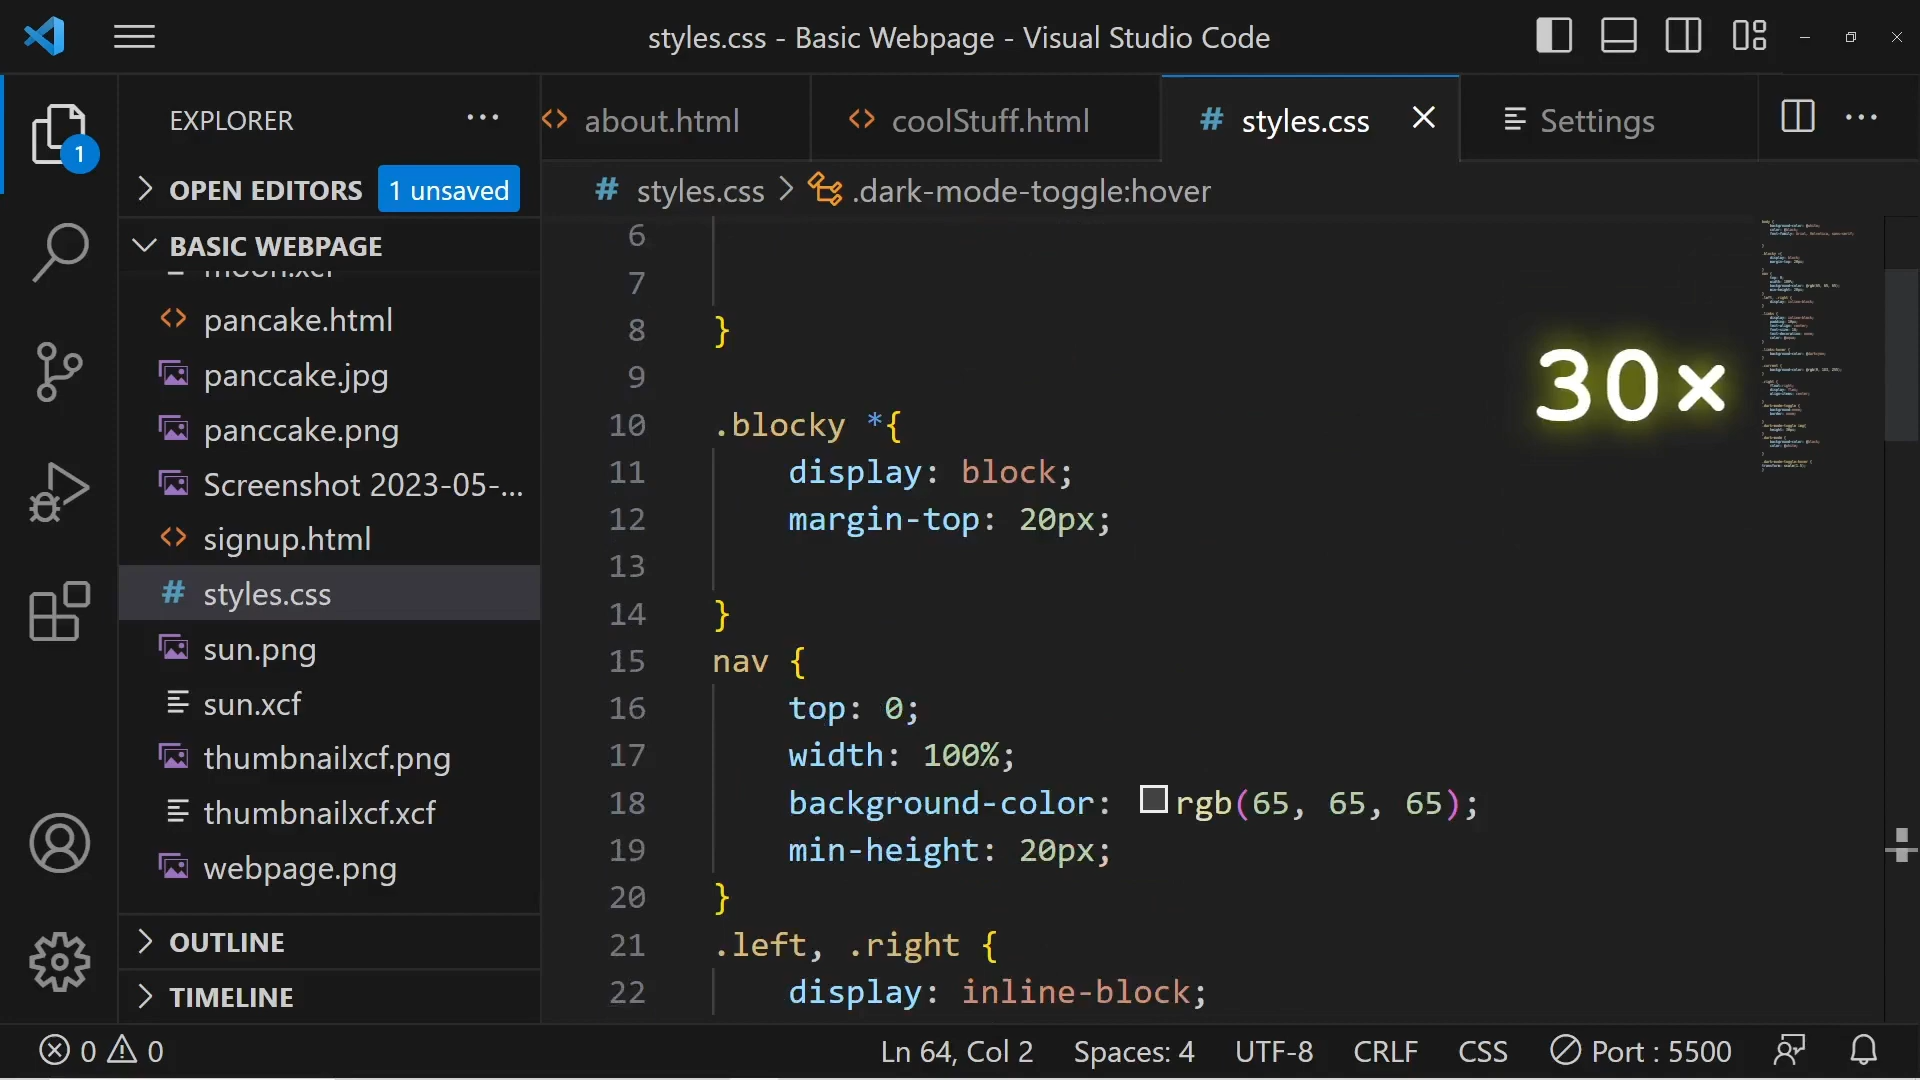 styles.css - Basic Webpage - Visual Studio Code
EXPLORER
about.html
coolStuff.html
# styles.css
Settings
1
OPEN EDITORS
1 unsaved
# styles.css > .dark-mode-toggle:hover
BASIC WEBPAGE
moon.xcf
pancake.html
panccake.jpg
panccake.png
Screenshot 2023-05-...
signup.html
# styles.css
sun.png
sun.xcf
thumbnailxcf.png
thumbnailxcf.xcf
webpage.png
OUTLINE
TIMELINE
6
7
8 }
9
10 .blocky *{
11 display: block;
12 margin-top: 20px;
13
14 }
15 nav {
16 top: 0;
17 width: 100%;
18 background-color: rgb(65, 65, 65);
19 min-height: 20px;
20 }
21 .left, .right {
22 display: inline-block;
30×
0 0
Ln 64, Col 2
Spaces: 4
UTF-8
CRLF
CSS
Port : 5500